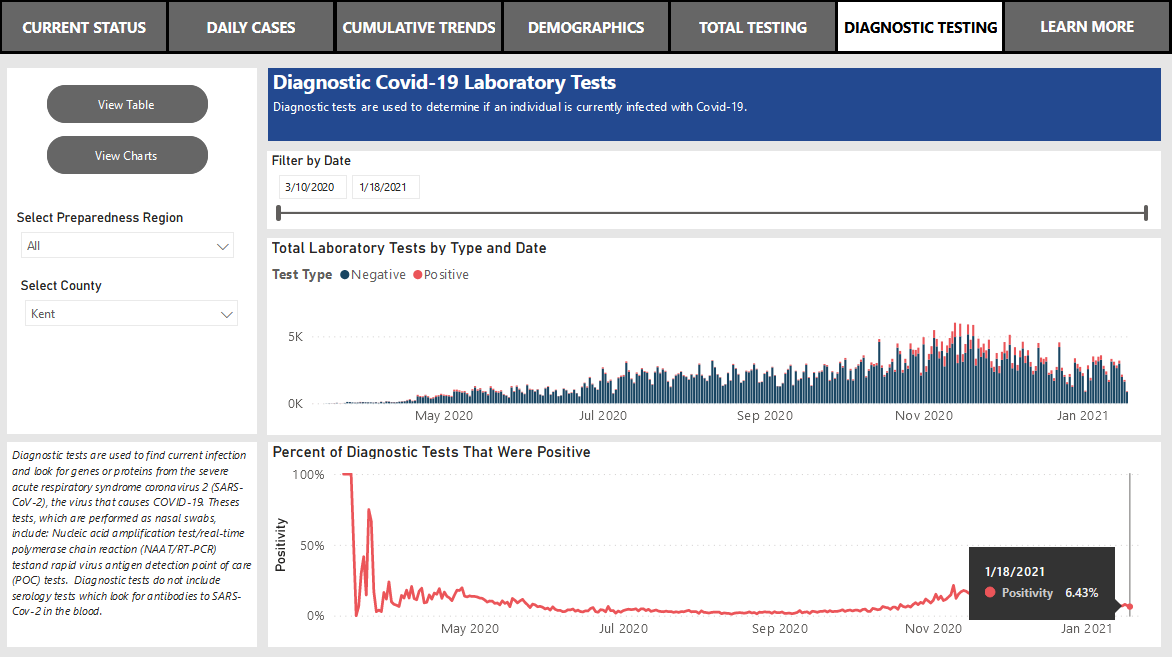 CURRENT STATUS
DAILY CASES
CUMULATIVE TRENDS
DEMOGRAPHICS
TOTAL TESTING
DIAGNOSTIC TESTING
LEARN MORE
View Table
View Charts
Select Preparedness Region
All
Select County
Kent
Diagnostic tests are used to find current infection
and look for genes or proteins from the severe
acute respiratory syndrome coronavirus 2 (SARS-
CoV-2), the virus that causes COVID-19. Theses
tests, which are performed as nasal swabs,
include: Nucleic acid amplification test/real-time
polymerase chain reaction (NAAT/RT-PCR)
testand rapid virus antigen detection point of care
(POC) tests.  Diagnostic tests do not include
serology tests which look for antibodies to SARS-
Cov-2 in the blood.
Diagnostic Covid-19 Laboratory Tests
Diagnostic tests are used to determine if an individual is currently infected with Covid-19.
Filter by Date
3/10/2020
1/18/2021
Total Laboratory Tests by Type and Date
Test Type Negative Positive
5K
0K
May 2020 Jul 2020 Sep 2020 Nov 2020 Jan 2021
Percent of Diagnostic Tests That Were Positive
Positivity
100%
50%
0%
1/18/2021
Positivity 6.43%
May 2020 Jul 2020 Sep 2020 Nov 2020 Jan 2021